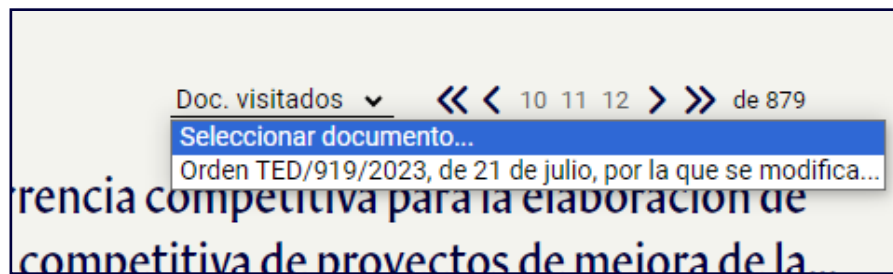 Doc. visitados 10 11 12 de 879
Seleccionar documento...
Orden TED/919/2023, de 21 de julio, por la que se modifica...
rrencia competitiva para la elaboración de
competitiva de proyectos de mejora de la...